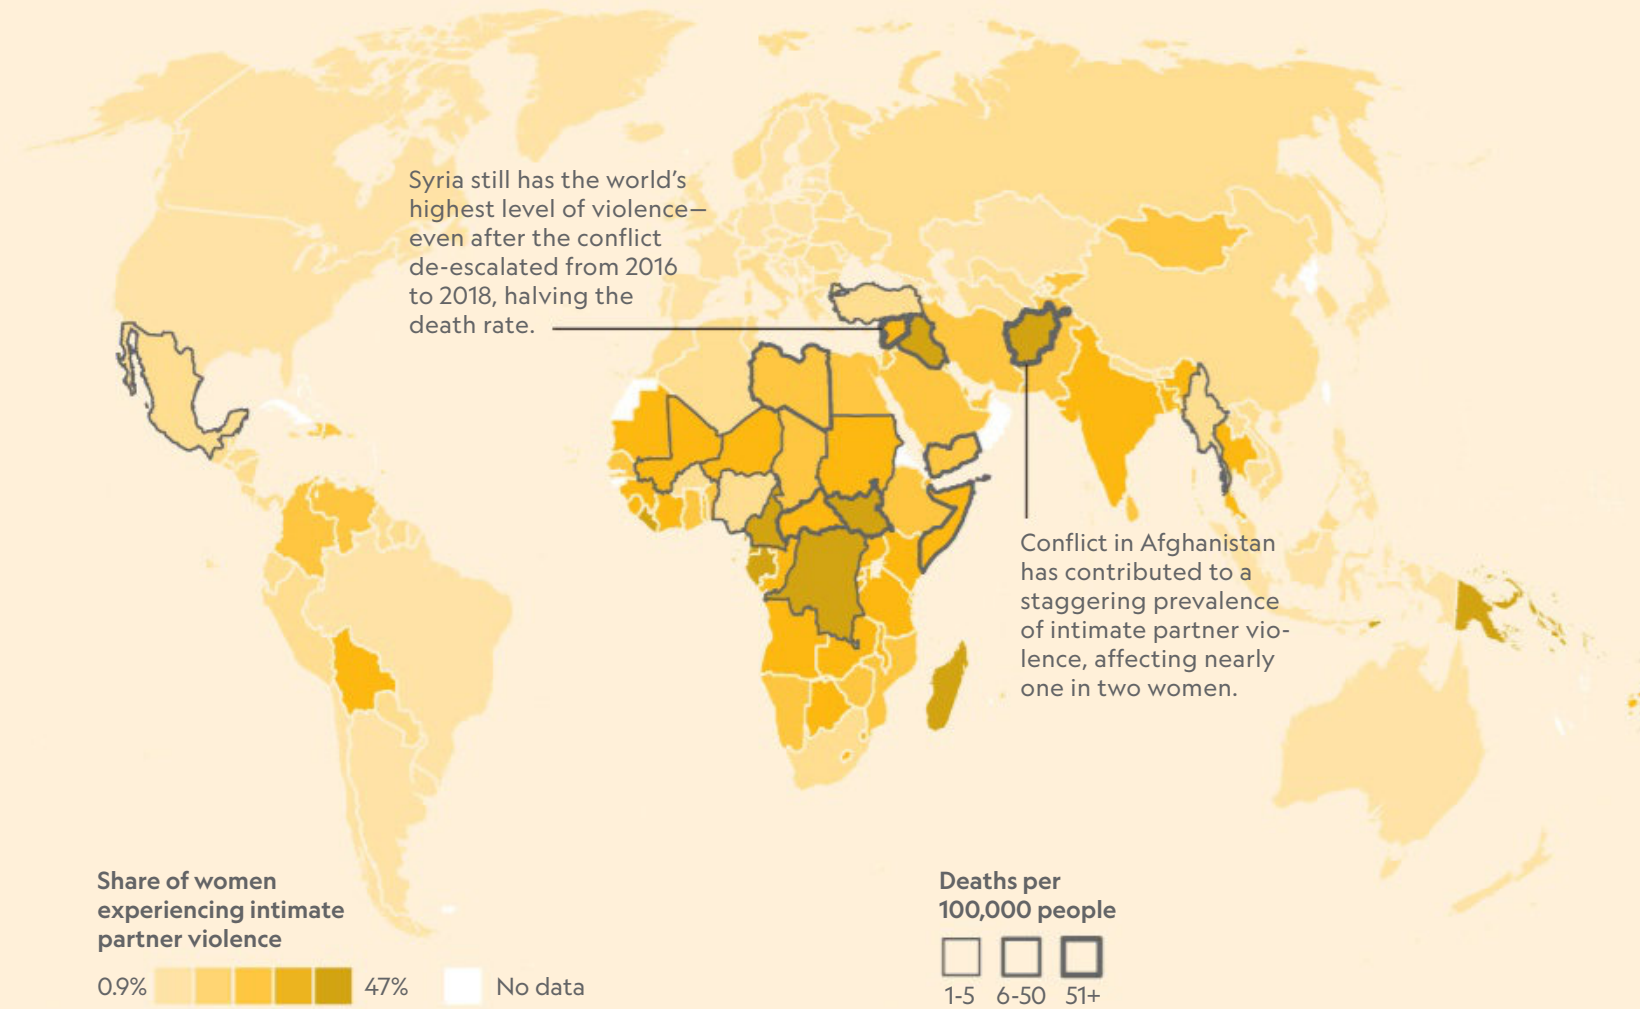 Syria still has the world's
highest level of violence—
even after the conflict
de-escalated from 2016
to 2018, halving the
death rate.
Conflict in Afghanistan
has contributed to a
staggering prevalence
of intimate partner vio-
lence, affecting nearly
one in two women.
Share of women
experiencing intimate
partner violence
0.9% 47% No data
Deaths per
100,000 people
1-5 6-50 51+